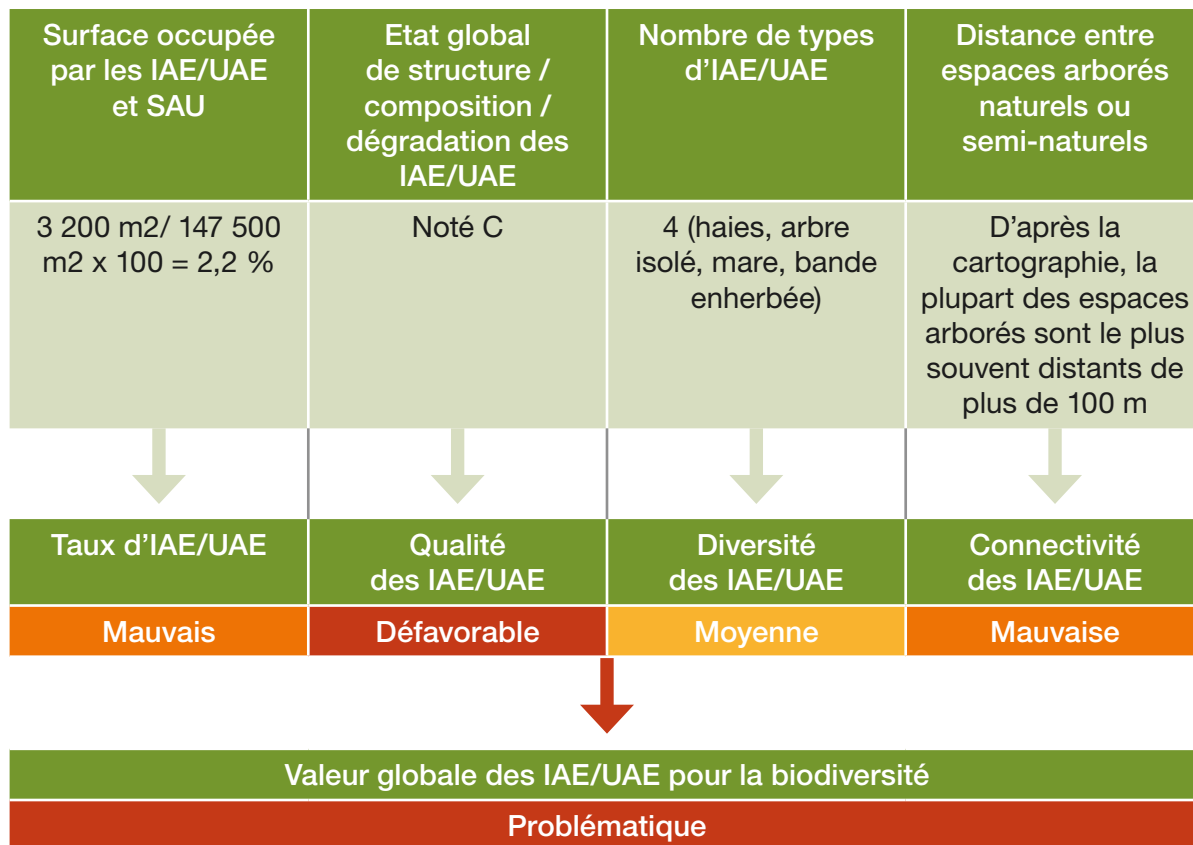 Surface occupée
par les IAE/UAE
et SAU
Etat global
de structure /
composition /
dégradation des
IAE/UAE
Nombre de types
d'IAE/UAE
Distance entre
espaces arborés
naturels ou
semi-naturels
3 200 m2/ 147 500
m2 x 100 = 2,2 %
Noté C
4 (haies, arbre
isolé, mare, bande
enherbée)
D'après la
cartographie, la
plupart des espaces
arborés sont le plus
souvent distants de
plus de 100 m
Taux d'IAE/UAE
Qualité
des IAE/UAE
Diversité
des IAE/UAE
Connectivité
des IAE/UAE
Mauvais
Défavorable
Moyenne
Mauvaise
Valeur globale des IAE/UAE pour la biodiversité
Problématique